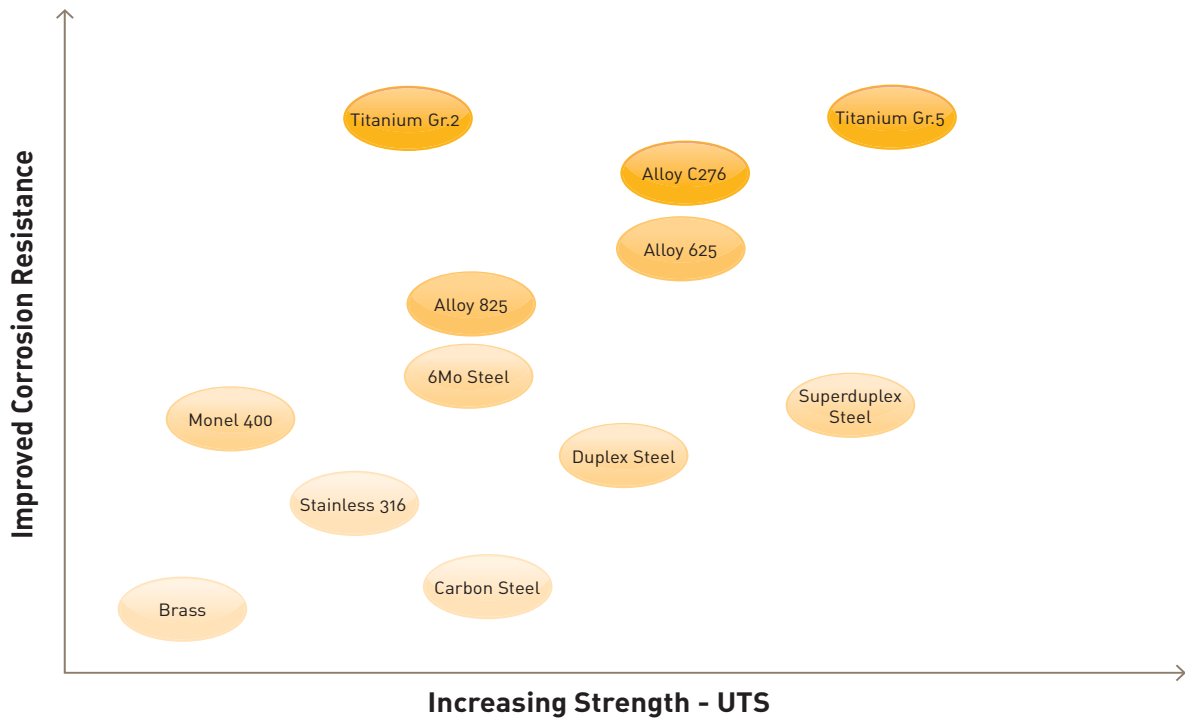 Improved Corrosion Resistance
Titanium Gr.2
Titanium Gr.5
Alloy C276
Alloy 625
Alloy 825
6Mo Steel
Superduplex
Steel
Monel 400
Duplex Steel
Stainless 316
Carbon Steel
Brass
Increasing Strength - UTS